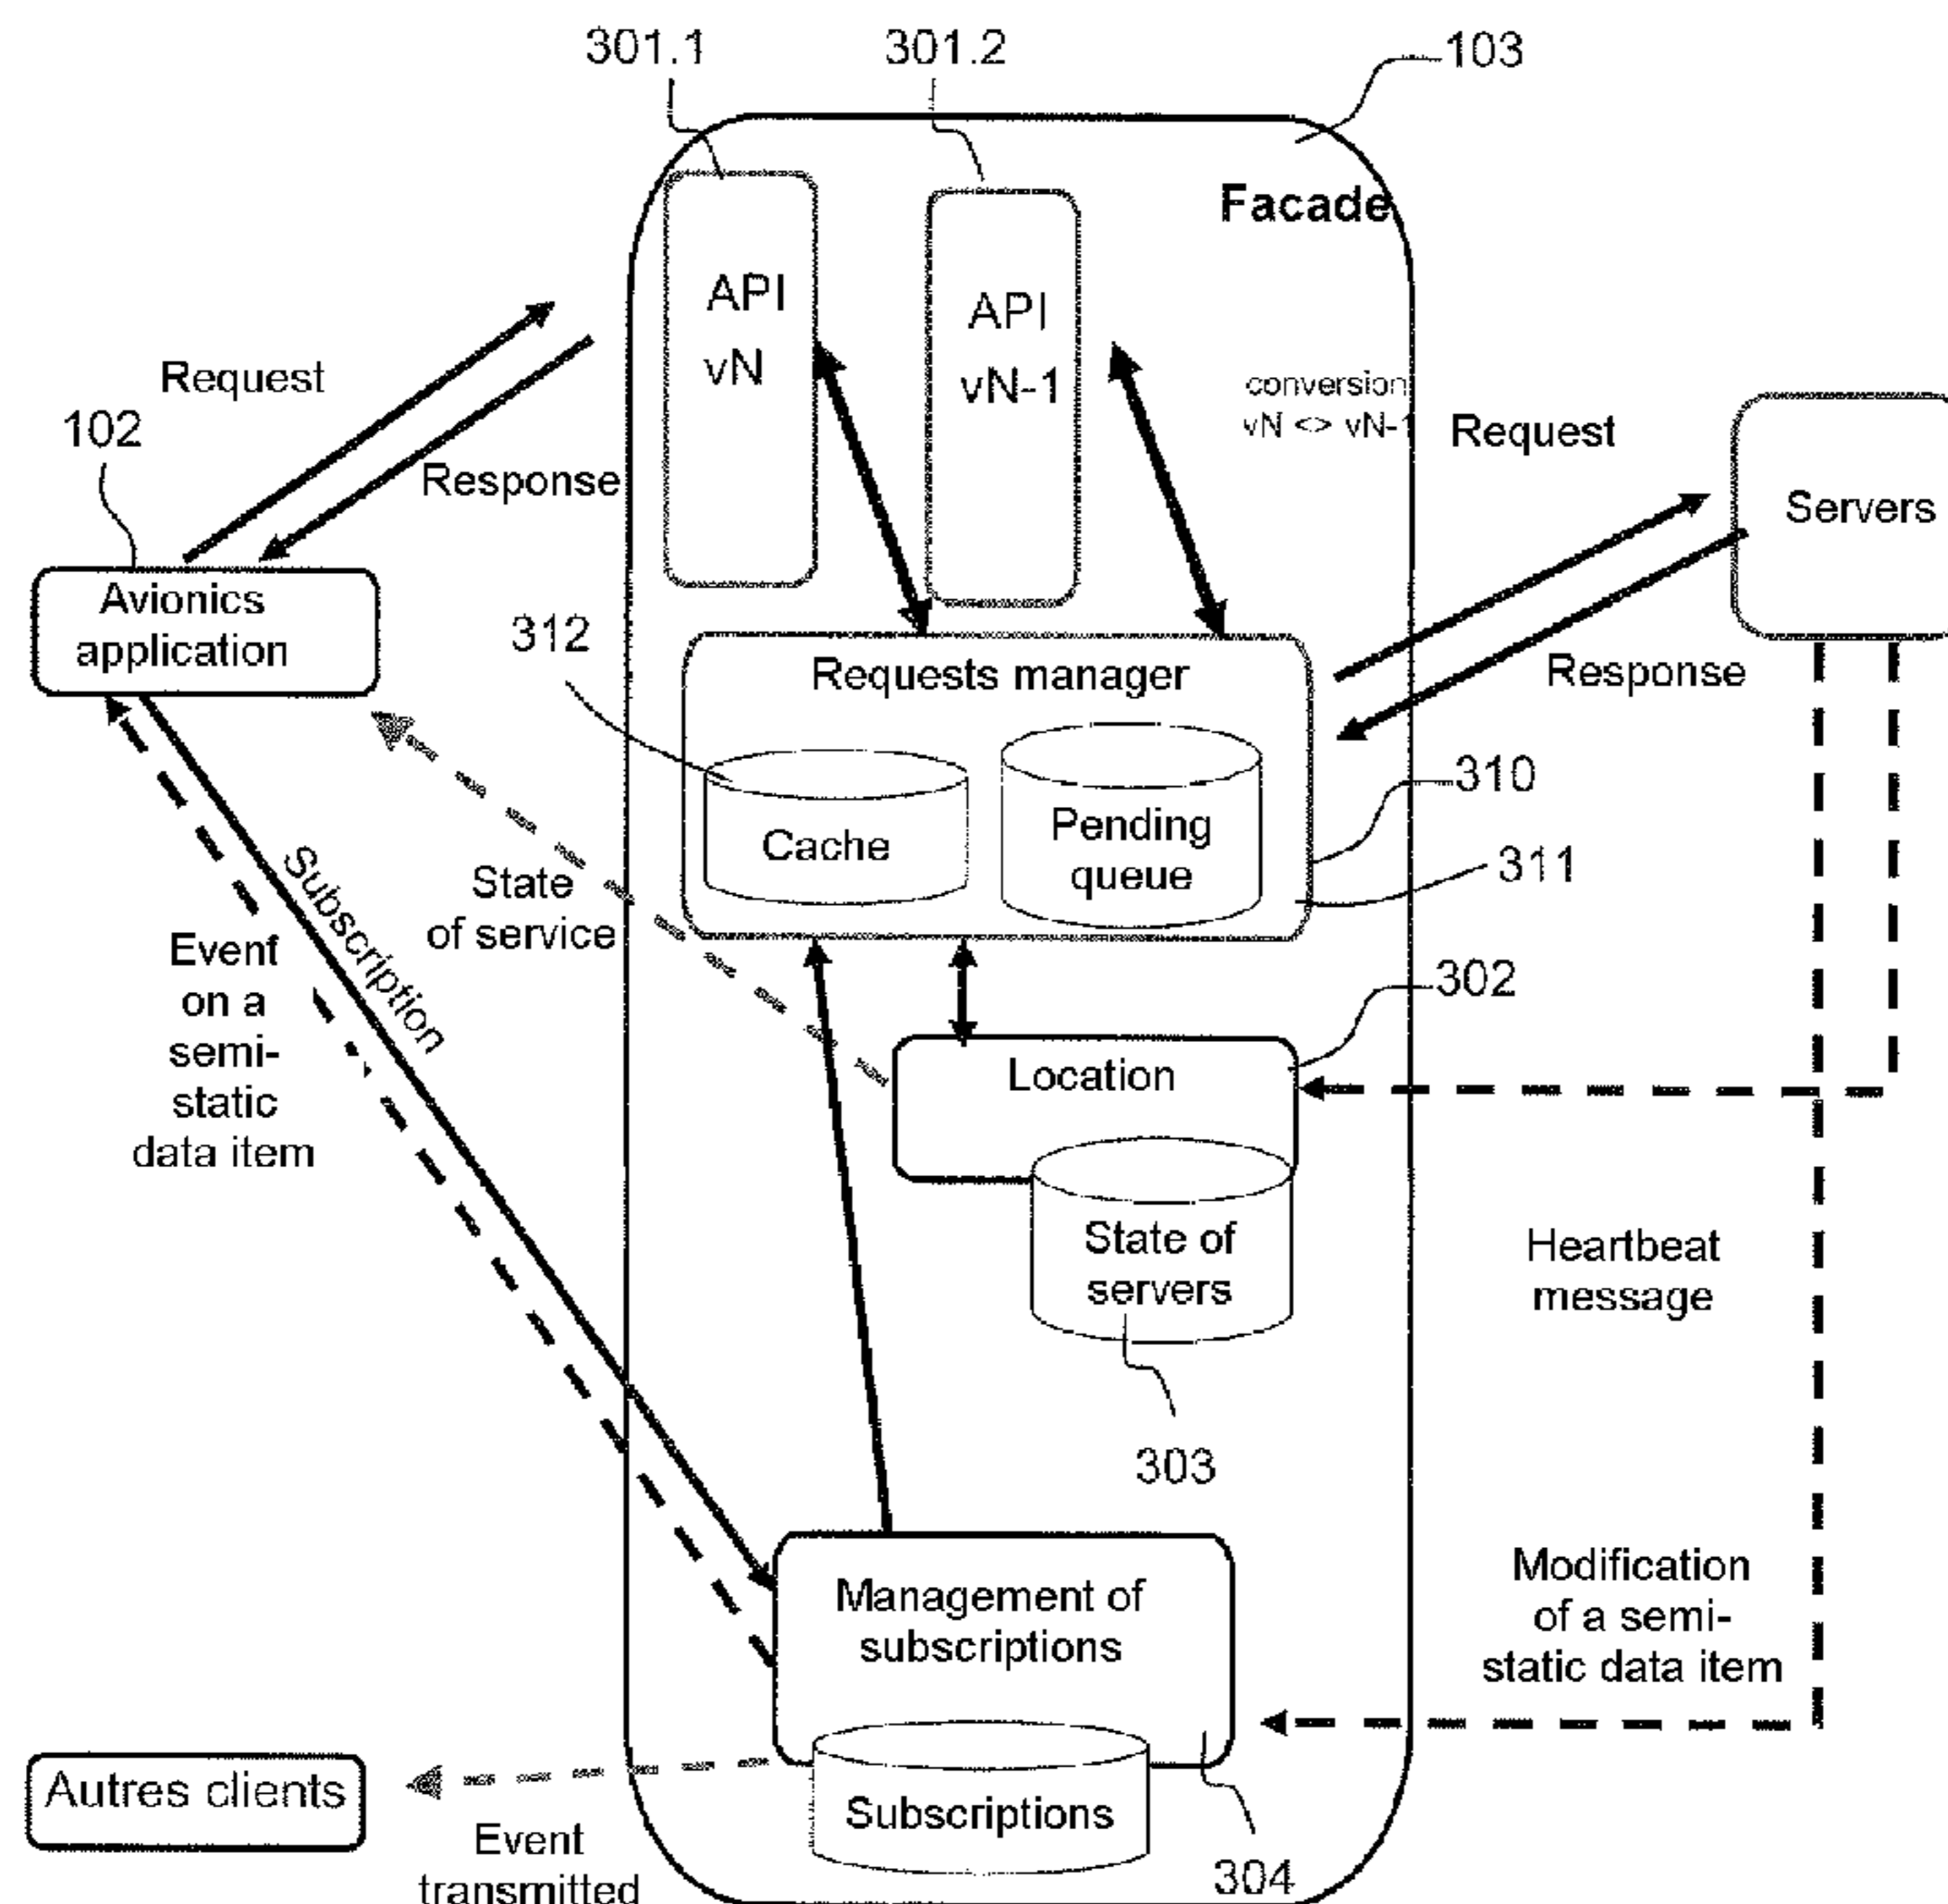 301.1
301.2
103
Facade
API
vN
API
vN-1
conversion
vN <> vN-1
Request
Response
102
Avionics
application
Request
Response
Servers
312
Requests manager
Cache
Pending
queue
310
311
State
of service
Subscription
Event
on a
semi-
static
data item
302
Location
State of
servers
303
Heartbeat
message
Management of
subscriptions
Subscriptions
304
Modification
of a semi-
static data item
Autres clients
Event
transmitted